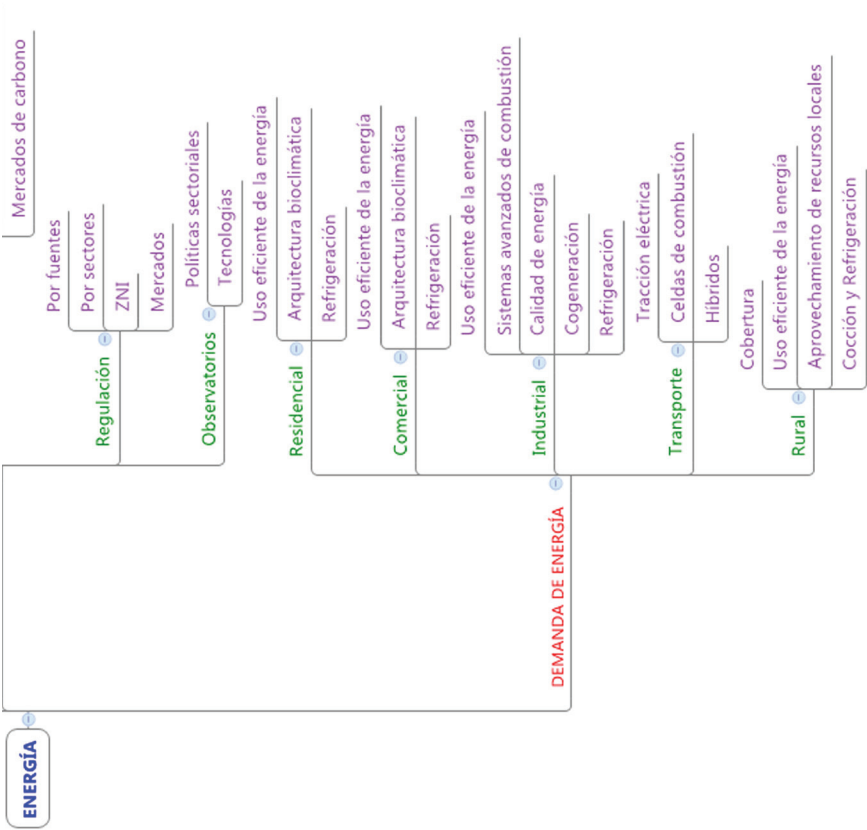 ENERGÍA
Mercados de carbono
Regulación
Por fuentes
Por sectores
ZNI
Mercados
Observatorios
Políticas sectoriales
Tecnologías
DEMANDA DE ENERGÍA
Residencial
Uso eficiente de la energía
Arquitectura bioclimática
Refrigeración
Comercial
Uso eficiente de la energía
Arquitectura bioclimática
Refrigeración
Industrial
Uso eficiente de la energía
Sistemas avanzados de combustión
Calidad de energía
Cogeneración
Refrigeración
Transporte
Tracción eléctrica
Celdas de combustión
Híbridos
Rural
Cobertura
Uso eficiente de la energía
Aprovechamiento de recursos locales
Cocción y Refrigeración